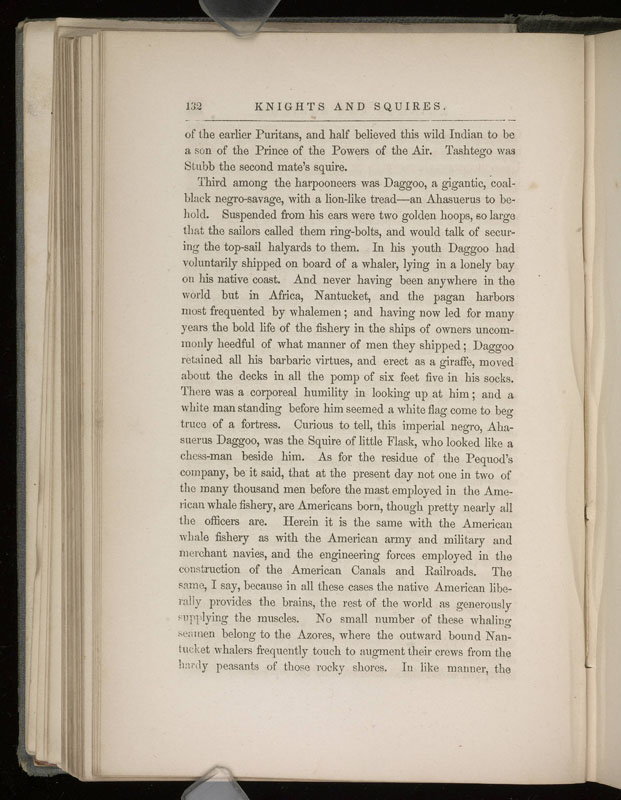 132 KNIGHTS AND SQUIRES.
of the earlier Puritans, and half believed this wild Indian to be
a son of the Prince of the Powers of the Air. Tashtego was
Stubb the second mate's squire.
Third among the harpooneers was Daggoo, a gigantic, coal-
black negro-savage, with a lion-like tread—an Ahasuerus to be-
hold. Suspended from his ears were two golden hoops, so large
that the sailors called them ring-bolts, and would talk of secur-
ing the top-sail halyards to them. In his youth Daggoo had
voluntarily shipped on board of a whaler, lying in a lonely bay
on his native coast. And never having been anywhere in the
world but in Africa, Nantucket, and the pagan harbors
most frequented by whalemen; and having now led for many
years the bold life of the fishery in the ships of owners uncom-
monly heedful of what manner of men they shipped; Daggoo
retained all his barbaric virtues, and erect as a giraffe, moved
about the decks in all the pomp of six feet five in his socks.
There was a corporeal humility in looking up at him; and a
white man standing before him seemed a white flag come to beg
truce of a fortress. Curious to tell, this imperial negro, Aha-
suerus Daggoo, was the Squire of little Flask, who looked like a
chess-man beside him. As for the residue of the Pequod's
company, be it said, that at the present day not one in two of
the many thousand men before the mast employed in the Ame-
rican whale fishery, are Americans born, though pretty nearly all
the officers are. Herein it is the same with the American
whale fishery as with the American army and military and
merchant navies, and the engineering forces employed in the
construction of the American Canals and Railroads. The
same, I say, because in all these cases the native American libe-
rally provides the brains, the rest of the world as generously
supplying the muscles. No small number of these whaling
seamen belong to the Azores, where the outward bound Nan-
tucket whalers frequently touch to augment their crews from the
hardy peasants of those rocky shores. In like manner, the